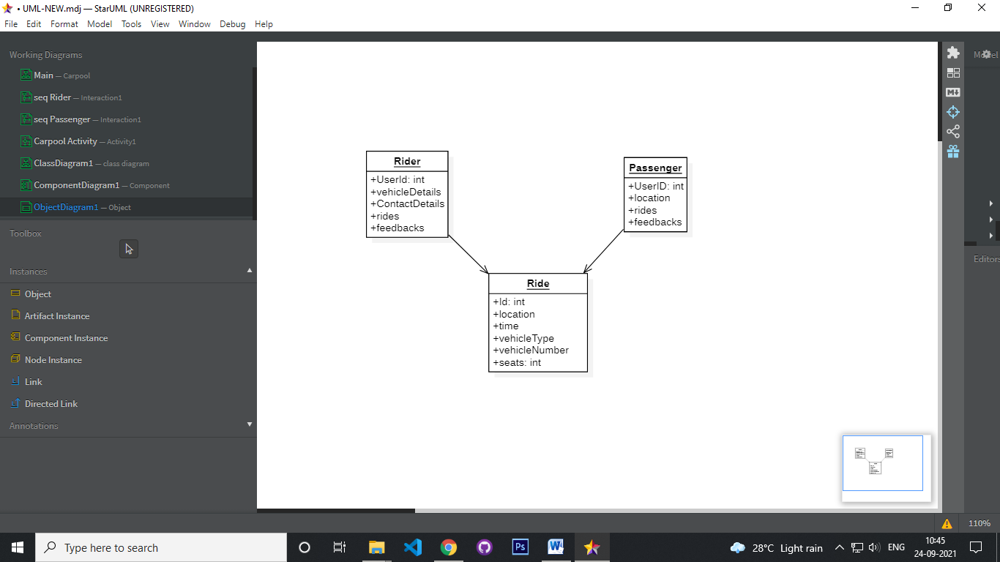 • UML-NEW.mdj — StarUML (UNREGISTERED)
File Edit Format Model Tools View Window Debug Help
Working Diagrams
Main — Carpool
seq Rider — Interaction1
seq Passenger — Interaction1
Carpool Activity — Activity1
ClassDiagram1 — class diagram
ComponentDiagram1 — Component
ObjectDiagram1 — Object
Toolbox
Instances
Object
Artifact Instance
Component Instance
Node Instance
Link
Directed Link
Annotations
Rider
+UserId: int
+vehicleDetails
+ContactDetails
+rides
+feedbacks
Passenger
+UserID: int
+location
+rides
+feedbacks
Ride
+Id: int
+location
+time
+vehicleType
+vehicleNumber
+seats: int
M
Editors
110%
Type here to search
Ps
W
28°C Light rain
ENG
10:45
24-09-2021